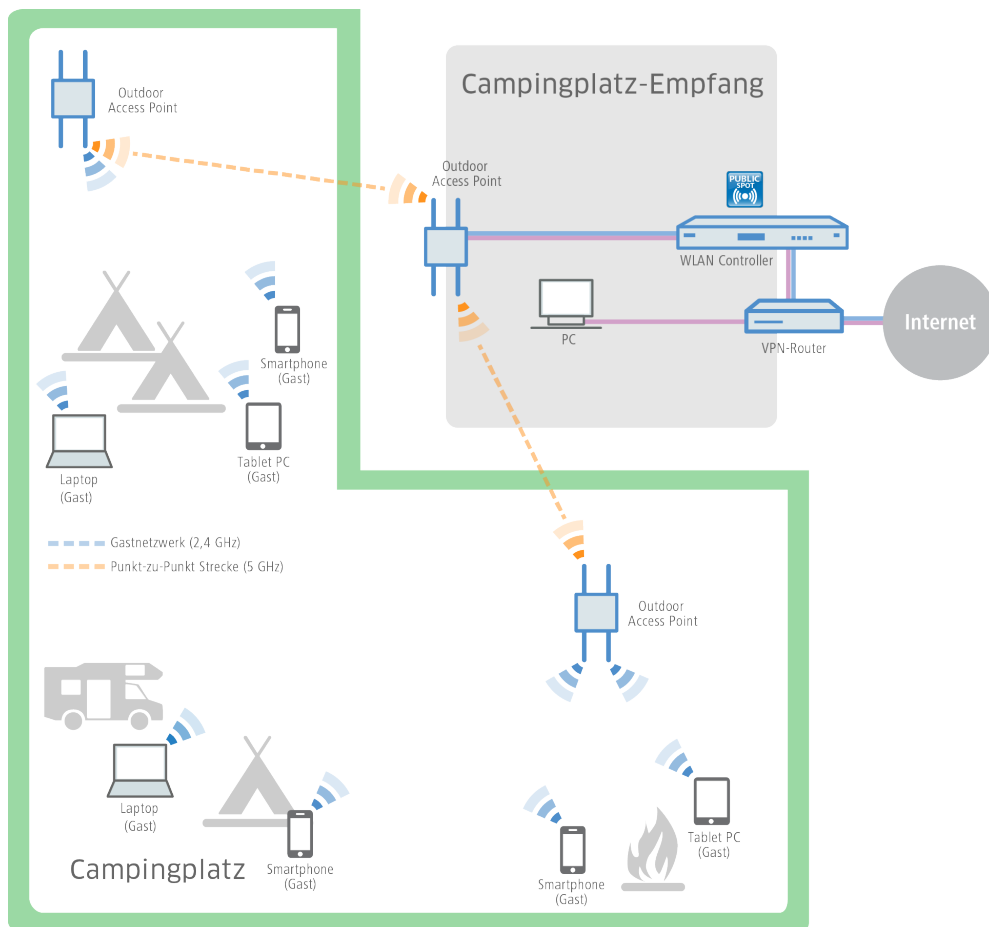 Campingplatz-Empfang
Outdoor
Access Point
Outdoor
Access Point
PUBLIC
SPOT
WLAN Controller
Internet
PC
VPN-Router
Smartphone
(Gast)
Tablet PC
(Gast)
Laptop
(Gast)
Gastnetzwerk (2,4 GHz)
Punkt-zu-Punkt Strecke (5 GHz)
Outdoor
Access Point
Laptop
(Gast)
Smartphone
(Gast)
Campingplatz
Smartphone
(Gast)
Tablet PC
(Gast)